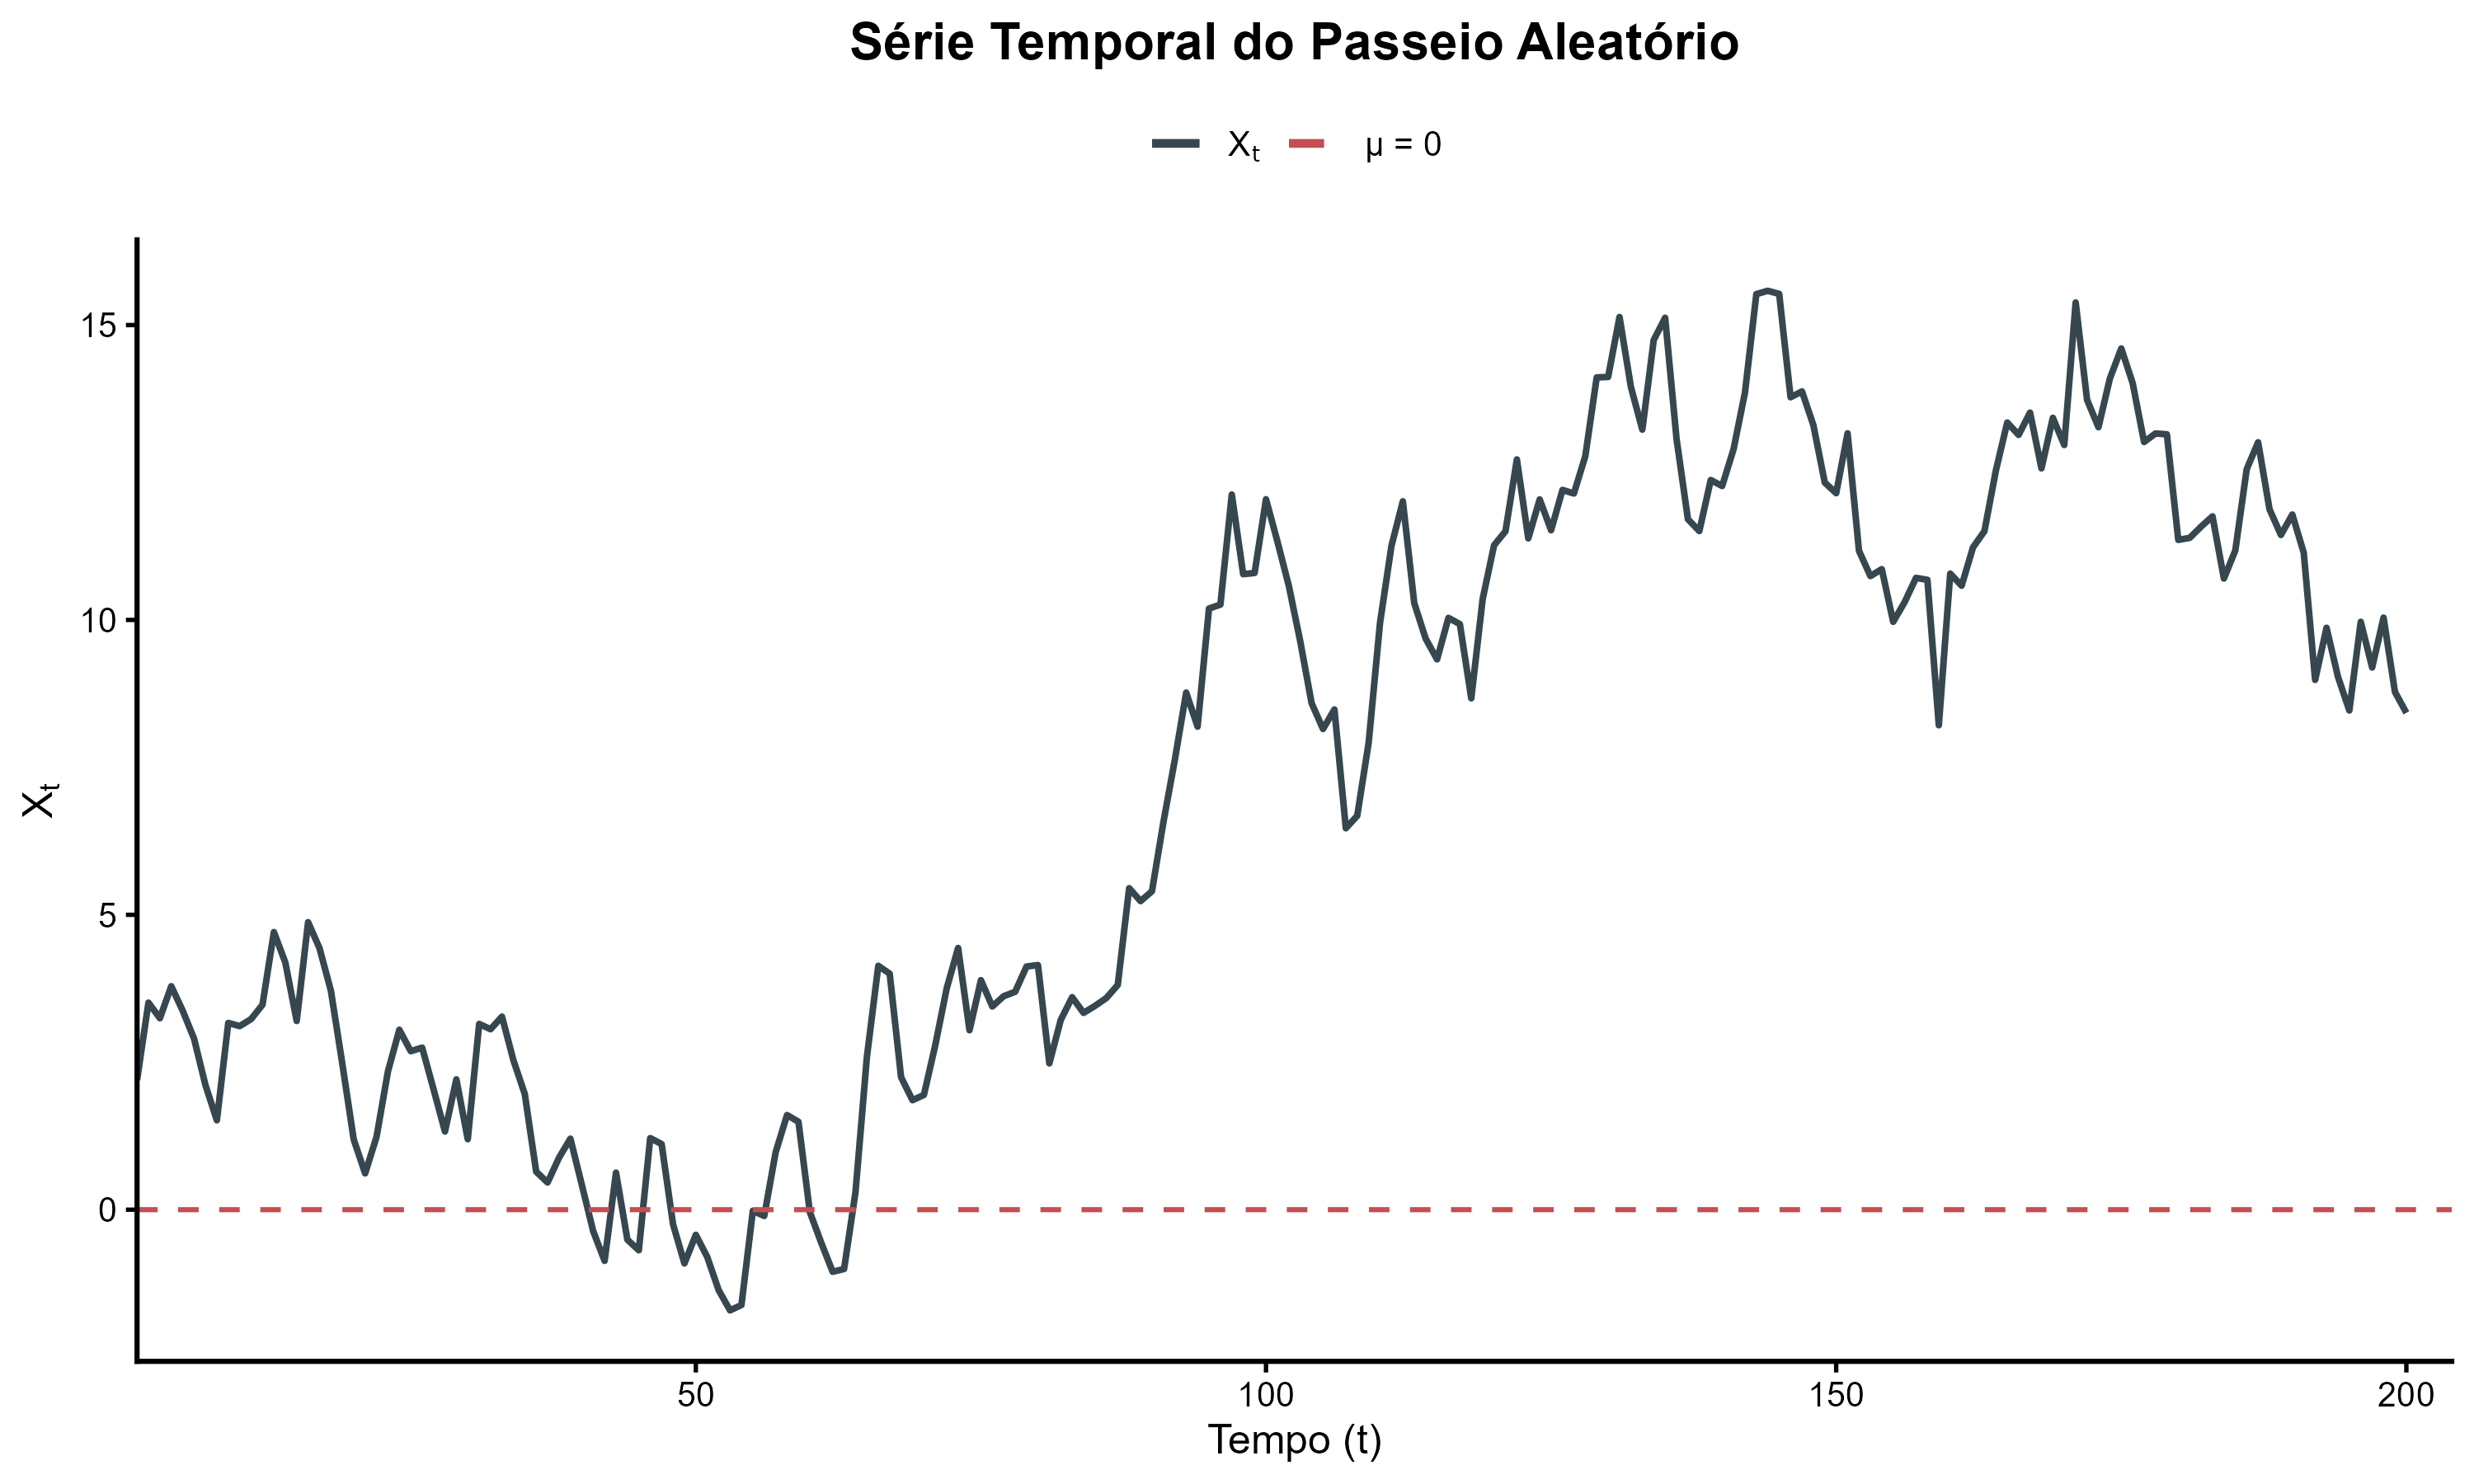 Série Temporal do Passeio Aleatório
Xt μ = 0
15
10
5
0
Xt
50 100 150 200
Tempo (t)